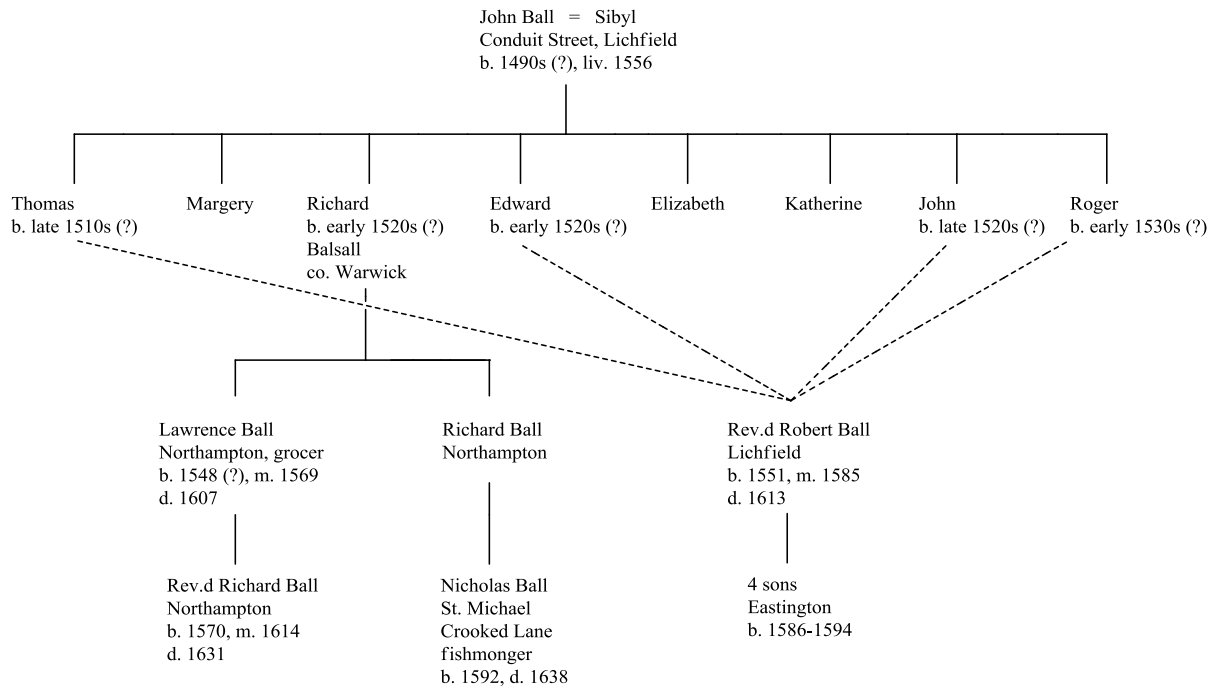 John Ball = Sibyl
Conduit Street, Lichfield
b. 1490s (?), liv. 1556
Thomas
b. late 1510s (?)
Margery
Richard
b. early 1520s (?)
Balsall
co. Warwick
Edward
b. early 1520s (?)
Elizabeth
Katherine
John
b. late 1520s (?)
Roger
b. early 1530s (?)
Lawrence Ball
Northampton, grocer
b. 1548 (?), m. 1569
d. 1607
Richard Ball
Northampton
Rev.d Robert Ball
Lichfield
b. 1551, m. 1585
d. 1613
Rev.d Richard Ball
Northampton
b. 1570, m. 1614
d. 1631
Nicholas Ball
St. Michael
Crooked Lane
fishmonger
b. 1592, d. 1638
4 sons
Eastington
b. 1586-1594